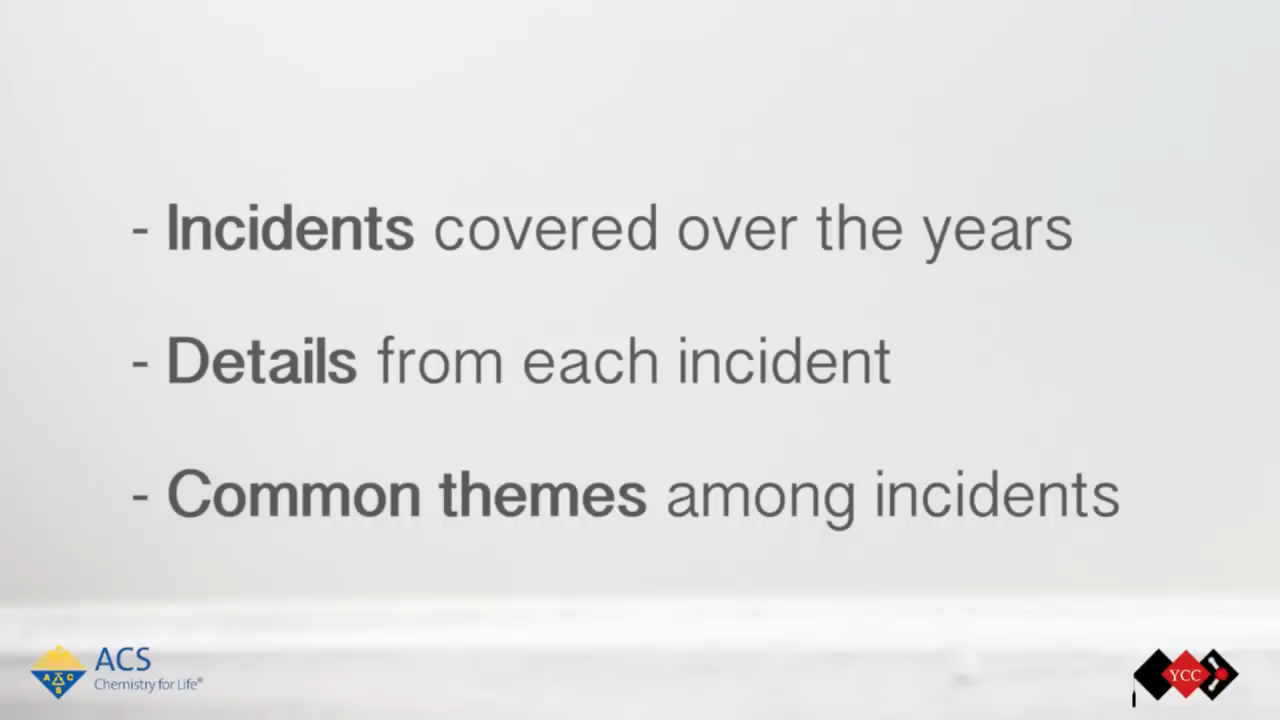 - Incidents covered over the years
- Details from each incident
- Common themes among incidents
ACS
Chemistry for Life®
A C S
YCC